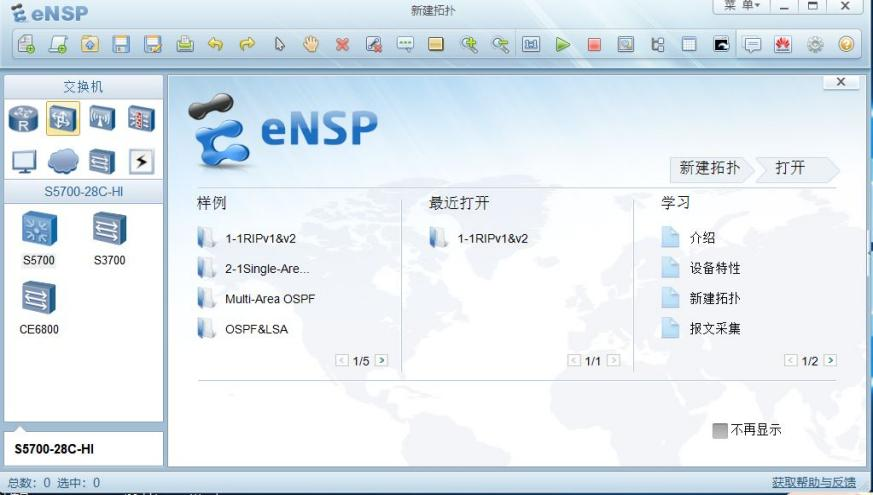 eNSP
新建拓扑
菜 单
交换机
R
S5700-28C-HI
S5700
S3700
CE6800
S5700-28C-HI
eNSP
新建拓扑
打开
样例
1-1RIPv1&v2
2-1Single-Are...
Multi-Area OSPF
OSPF&LSA
1/5
最近打开
1-1RIPv1&v2
1/1
学习
介绍
设备特性
新建拓扑
报文采集
1/2
不再显示
总数: 0 选中: 0
获取帮助与反馈